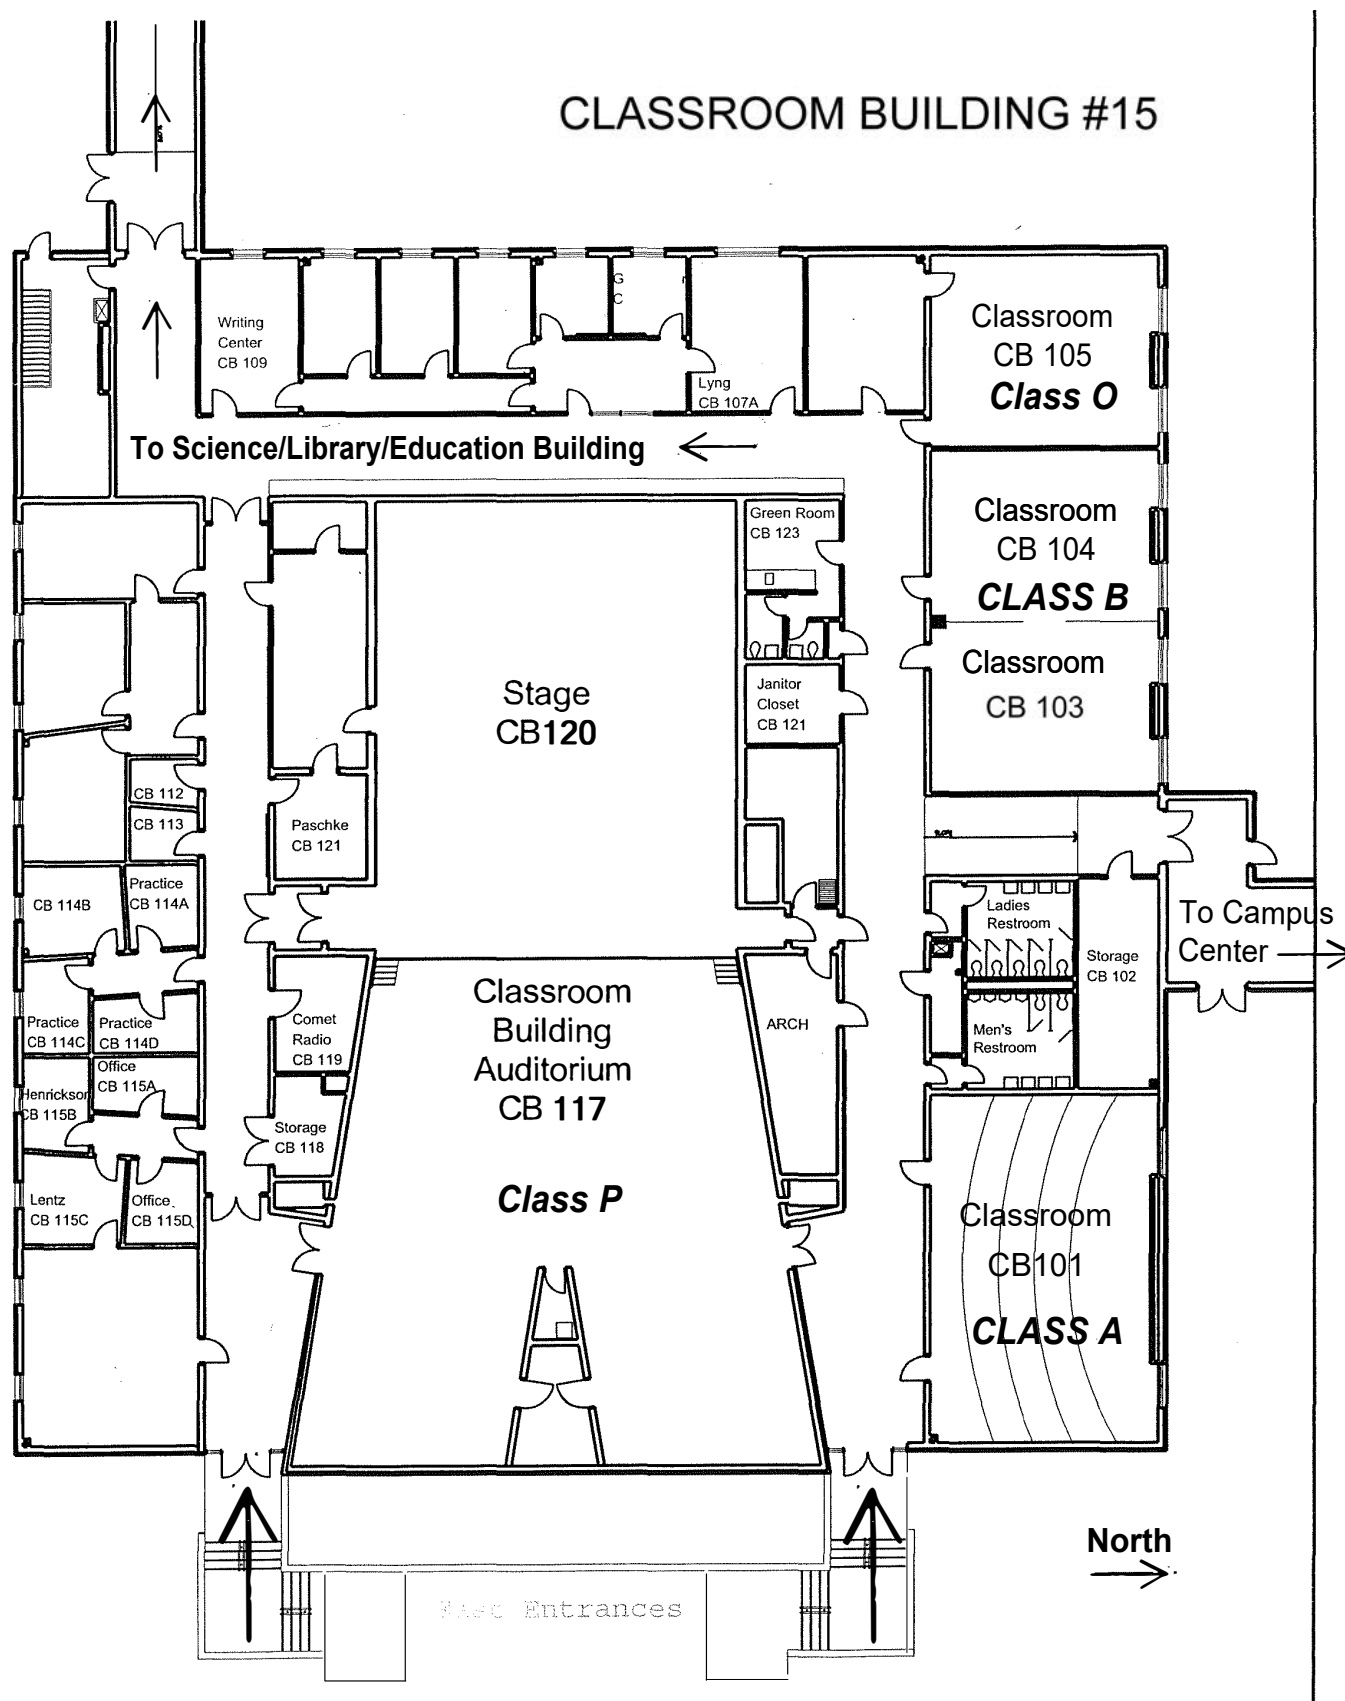 CLASSROOM BUILDING #15
G
C
Writing
Center
CB 109
Lyng
CB 107A
Classroom
CB 105
Class O
To Science/Library/Education Building
Green Room
CB 123
Classroom
CB 104
CLASS B
Classroom
CB 103
Stage
CB120
Janitor
Closet
CB 121
CB 112
CB 113
Paschke
CB 121
CB 114B
Practice
CB 114A
Ladies
Restroom
To Campus
Center
Storage
CB 102
Classroom
Building
Auditorium
CB 117
Class P
Comet
Radio
CB 119
ARCH
Men's
Restroom
Practice
CB 114C
Practice
CB 114D
Office
CB 115A
Henrickson
CB 115B
Storage
CB 118
Lentz
CB 115C
Office
CB 115D
Classroom
CB101
CLASS A
North
East Entrances